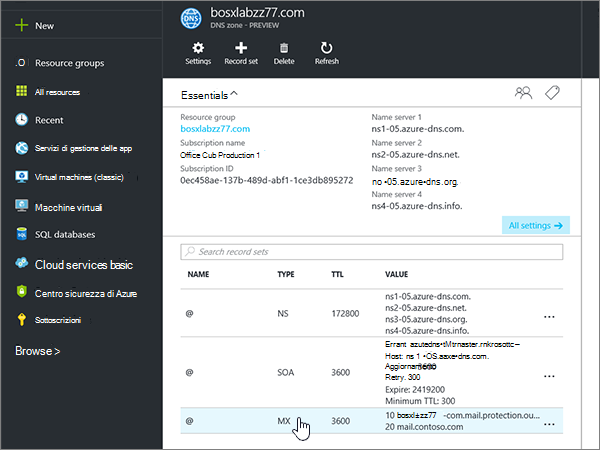 bosxlabzz77.com
DNS zone - PREVIEW
New
Settings
Record set
Delete
Refresh
Resource groups
All resources
Recent
Servizi di gestione delle app
Virtual machines (classic)
Macchine virtuali
SQL databases
Cloud services basic
Centro sicurezza di Azure
Sottoscrizioni
Browse >
Essentials
Resource group
bosxlabzz77.com
Subscription name
Office Cub Production 1
Subscription ID
0ec458ae-137b-489d-abf1-1ce3db895272
Name server 1
ns1-05.azure-dns.com.
Name server 2
ns2-05.azure-dns.net.
Name server 3
no •05.azure•dns.org.
Name server 4
ns4-05.azure-dns.info.
All settings →
Search record sets
NAME TYPE TTL VALUE
@ NS 172800
ns1-05.azure-dns.com.
ns2-05.azure-dns.net.
ns3-05.azure-dns.org.
ns4-05.azure-dns.info.
...
@ SOA 3600
Errant
Host: ns 1 •OS.aaxe•dns.com.
Aggiornamento
Retry. 300
Expire: 2419200
Minimum TTL: 300
...
@ MX 3600
10 -com.mail.protection.ou...
20 mail.contoso.com
...